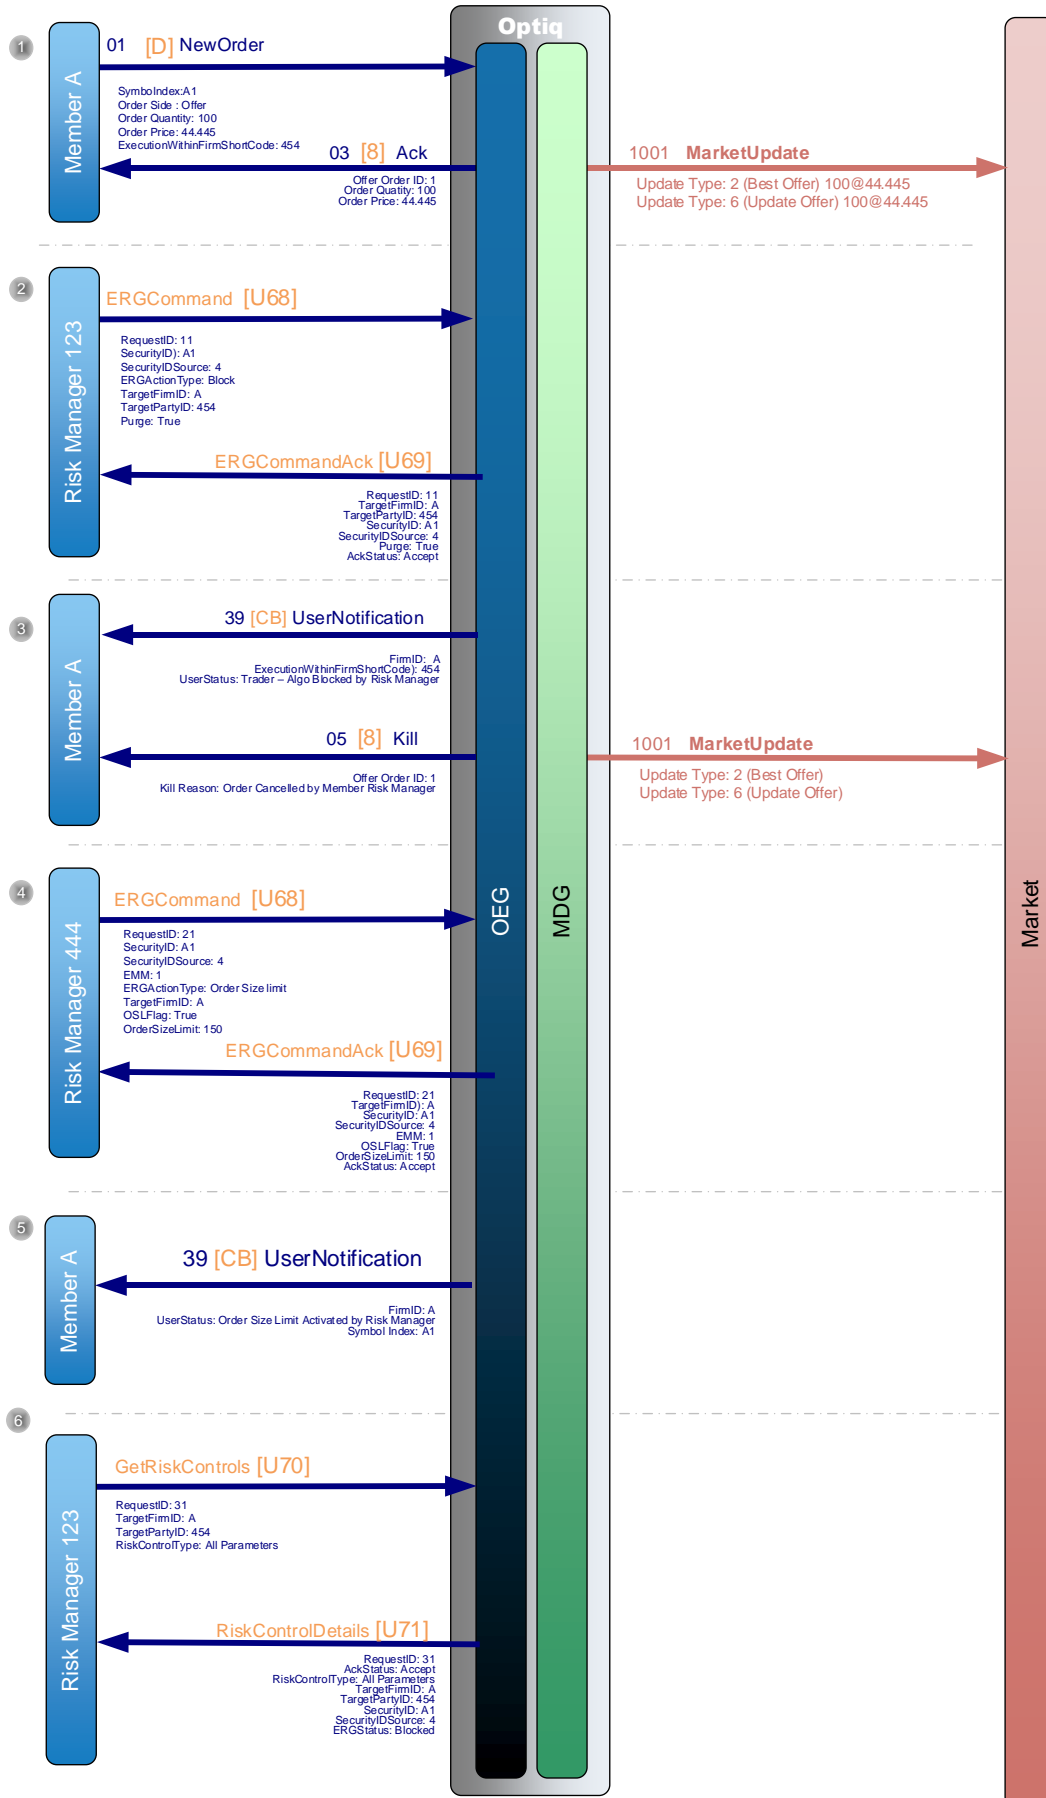 Optiq
OEG
MDG
Market
1
Member A
01 [D] NewOrder
SymbolIndex:A1
Order Side : Offer
Order Quantity: 100
Order Price: 44.445
ExecutionWithinFirmShortCode: 454
03 [8] Ack
Offer Order ID: 1
Order Quatity: 100
Order Price: 44.445
1001 MarketUpdate
Update Type: 2 (Best Offer) 100@44.445
Update Type: 6 (Update Offer) 100@44.445
2
Risk Manager 123
ERGCommand [U68]
RequestID: 11
SecurityID): A1
SecurityIDSource: 4
ERGActionType: Block
TargetFirmID: A
TargetPartyID: 454
Purge: True
ERGCommandAck [U69]
RequestID: 11
TargetFirmID: A
TargetPartyID: 454
SecurityID: A1
SecurityIDSource: 4
Purge: True
AckStatus: Accept
3
Member A
39 [CB] UserNotification
FirmID: A
ExecutionWithinFirmShortCode): 454
UserStatus: Trader – Algo Blocked by Risk Manager
05 [8] Kill
Offer Order ID: 1
Kill Reason: Order Cancelled by Member Risk Manager
1001 MarketUpdate
Update Type: 2 (Best Offer)
Update Type: 6 (Update Offer)
4
Risk Manager 444
ERGCommand [U68]
RequestID: 21
SecurityID: A1
SecurityIDSource: 4
EMM: 1
ERGActionType: Order Size limit
TargetFirmID: A
OSLFlag: True
OrderSizeLimit: 150
ERGCommandAck [U69]
RequestID: 21
TargetFirmID): A
SecurityID: A1
SecurityIDSource: 4
EMM: 1
OSLFlag: True
OrderSizeLimit: 150
AckStatus: Accept
5
Member A
39 [CB] UserNotification
FirmID: A
UserStatus: Order Size Limit Activated by Risk Manager
Symbol Index: A1
6
Risk Manager 123
GetRiskControls [U70]
RequestID: 31
TargetFirmID: A
TargetPartyID: 454
RiskControlType: All Parameters
RiskControlDetails [U71]
RequestID: 31
AckStatus: Accept
RiskControlType: All Parameters
TargetFirmID: A
TargetPartyID: 454
SecurityID: A1
SecurityIDSource: 4
ERGStatus: Blocked